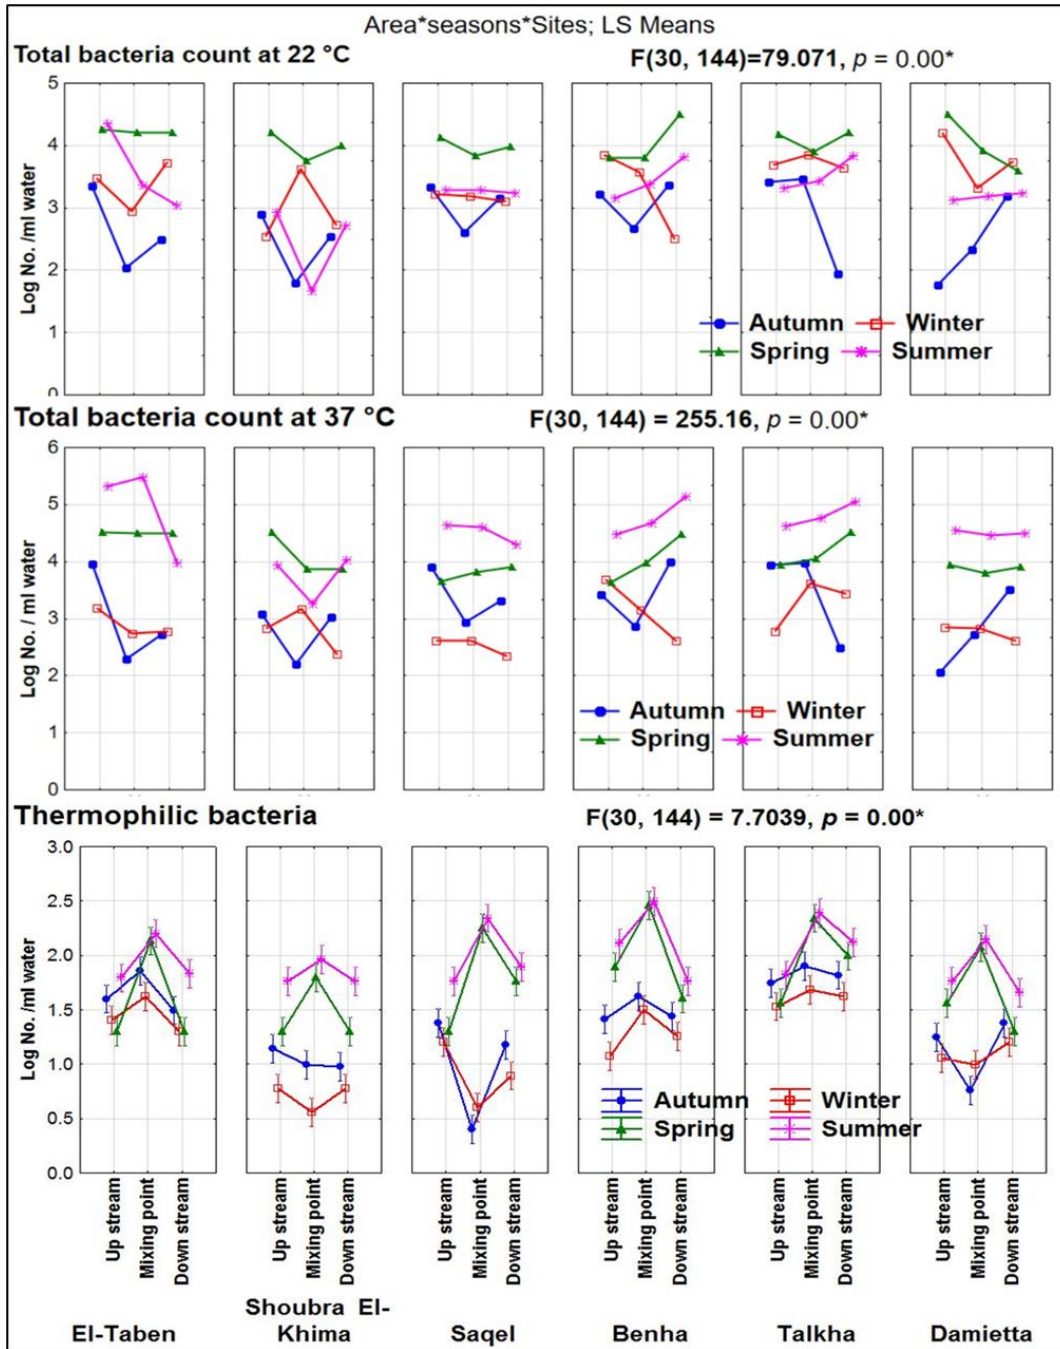 Area*seasons*Sites; LS Means
Total bacteria count at 22 °C F(30, 144)=79.071, p = 0.00*
Log No. /ml water
5
4
3
2
1
0
Autumn Winter
Spring Summer
Total bacteria count at 37 °C F(30, 144) = 255.16, p = 0.00*
Log No. / ml water
6
5
4
3
2
1
0
Autumn Winter
Spring Summer
Thermophilic bacteria F(30, 144) = 7.7039, p = 0.00*
Log No. /ml water
3.0
2.5
2.0
1.5
1.0
0.5
0.0
Autumn Winter
Spring Summer
Up stream Mixing point Down stream Up stream Mixing point Down stream Up stream Mixing point Down stream Up stream Mixing point Down stream Up stream Mixing point Down stream Up stream Mixing point Down stream
El-Taben Shoubra El-
Khima Saqel Benha Talkha Damietta